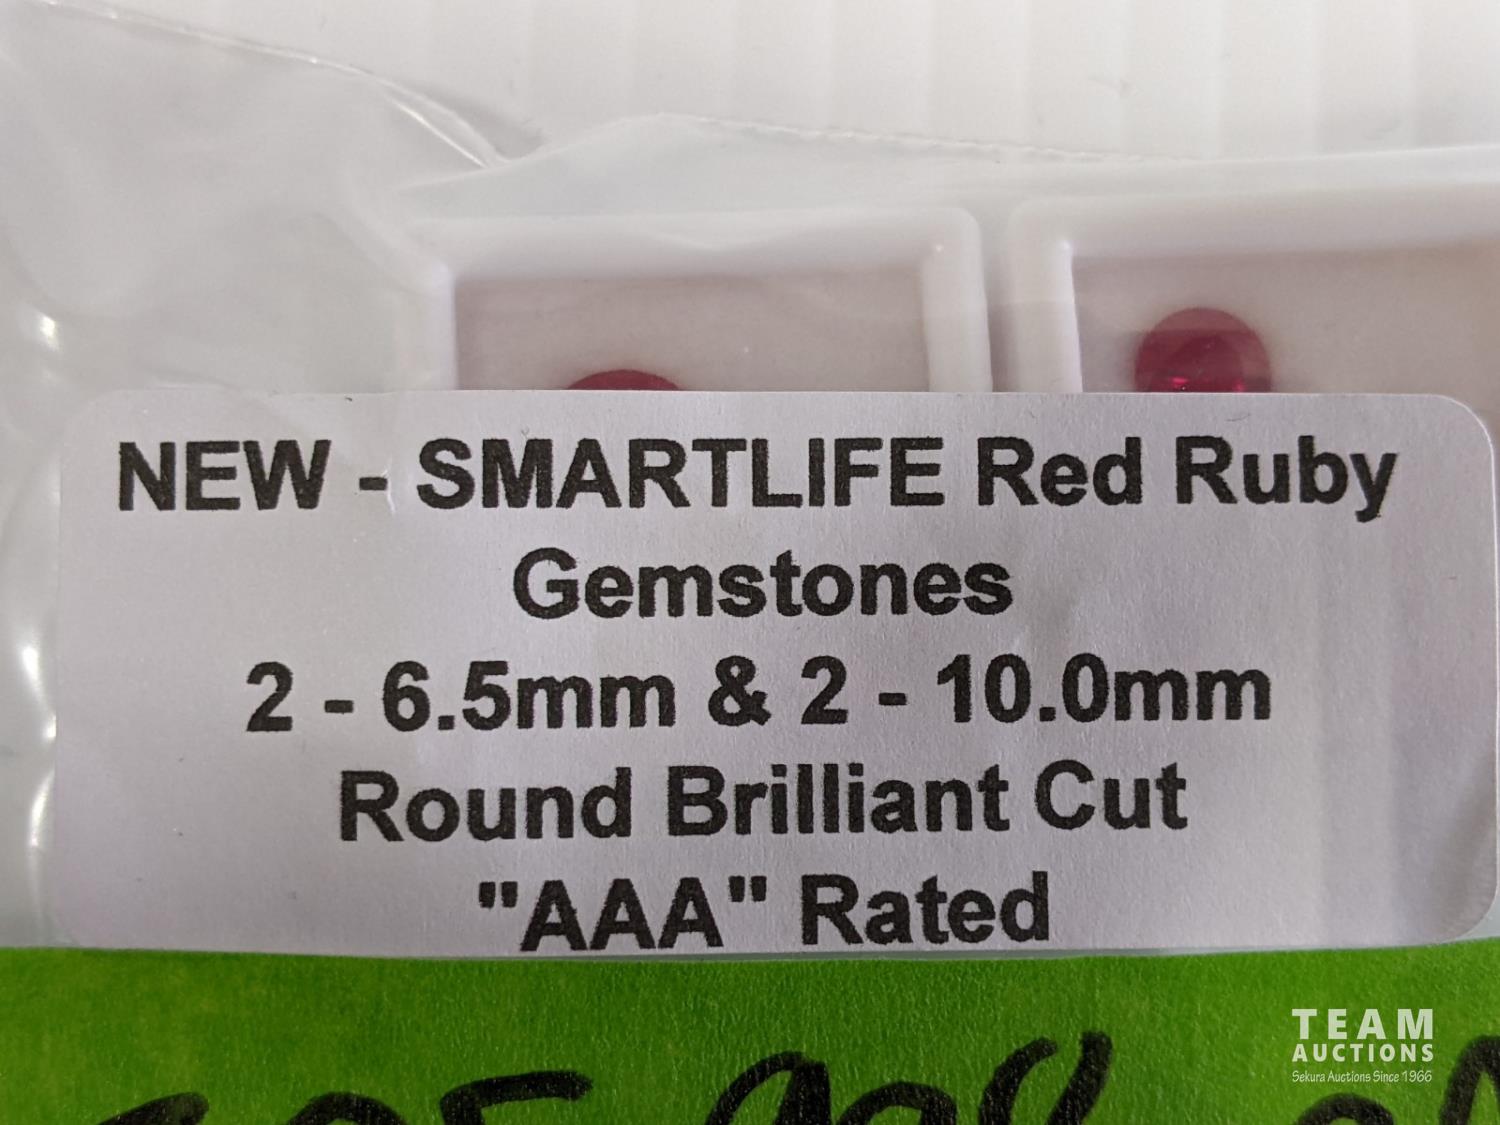 NEW - SMARTLIFE Red Ruby
Gemstones
2 - 6.5mm & 2 - 10.0mm
Round Brilliant Cut
"AAA" Rated
TEAM
AUCTIONS
Sekura Auctions Since 1966